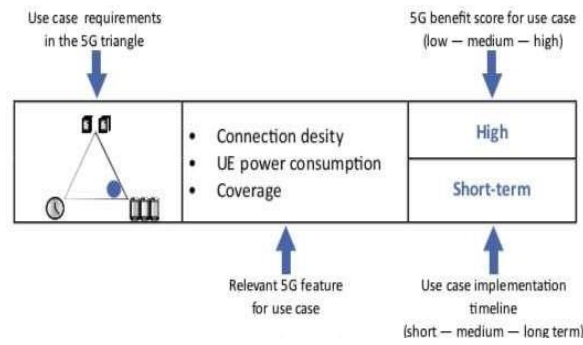 Use case requirements
in the 5G triangle
5G benefit score for use case
(low — medium — high)
• Connection desity
• UE power consumption
• Coverage
High
Short-term
Relevant 5G feature
for use case
Use case implementation
timeline
(short — medium — long term)